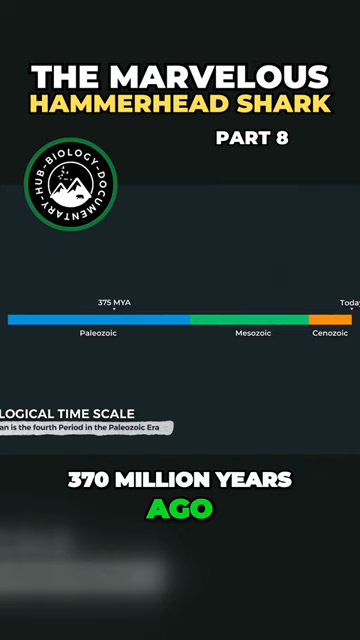 THE MARVELOUS
HAMMERHEAD SHARK
PART 8
HUB-BIOLOGY-DOCUMENTARY-
375 MYA
Today
Paleozoic
Mesozoic
Cenozoic
LOGICAL TIME SCALE
an is the fourth Period in the Paleozoic Era
370 MILLION YEARS
AGO